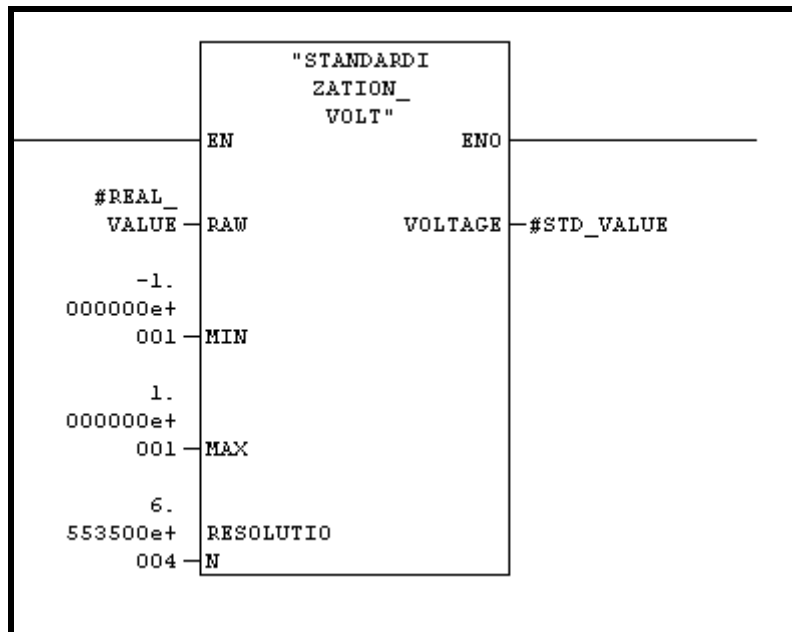 "STANDARDI
ZATION_
VOLT"
EN ENO
#REAL_
VALUE RAW VOLTAGE #STD_VALUE
-1.
000000e+
001 MIN
1.
000000e+
001 MAX
6.
553500e+ RESOLUTIO
004 N